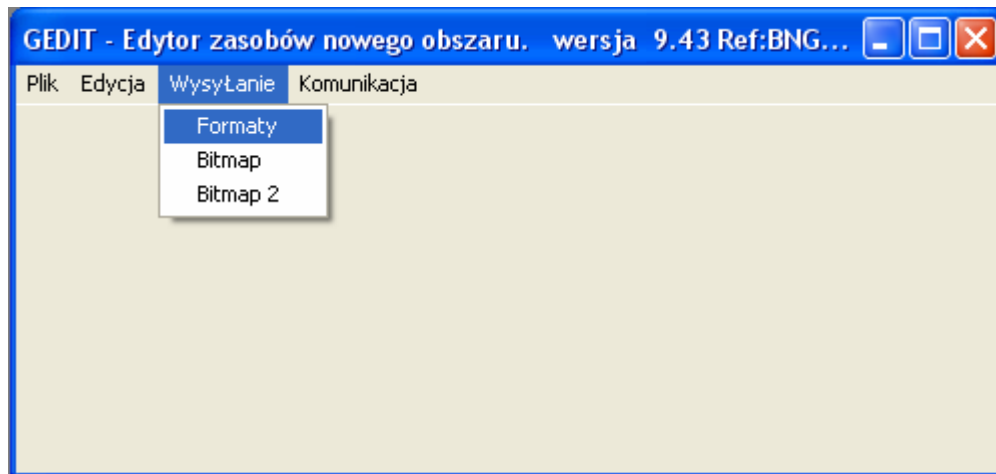 GEDIT - Edytor zasobów nowego obszaru. wersja 9.43 Ref:BNG...
Plik Edycja WysyŁanie Komunikacja
Formaty
Bitmap
Bitmap 2